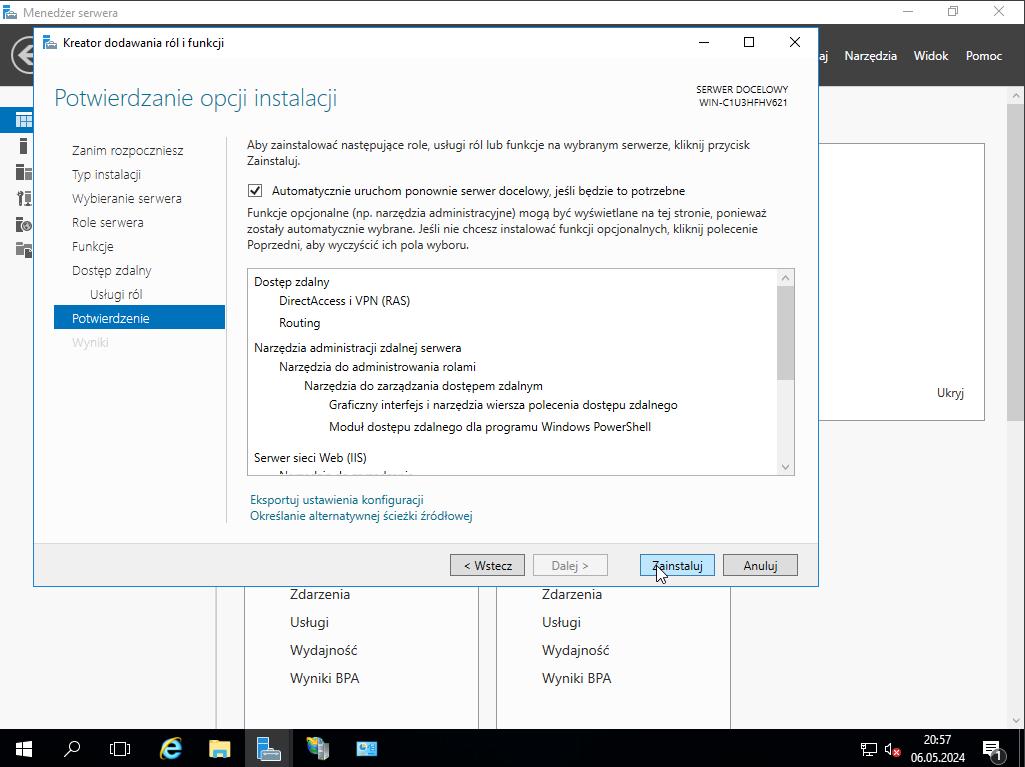 Menedżer serwera
Kreator dodawania ról i funkcji
Narzędzia
Widok
Pomoc
Potwierdzanie opcji instalacji
SERWER DOCELOWY
WIN-C1U3HFHV621
Zanim rozpoczniesz
Typ instalacji
Wybieranie serwera
Role serwera
Funkcje
Dostęp zdalny
Usługi ról
Potwierdzenie
Wyniki
Aby zainstalować następujące role, usługi ról lub funkcje na wybranym serwerze, kliknij przycisk
Zainstaluj.
Automatycznie uruchom ponownie serwer docelowy, jeśli będzie to potrzebne
Funkcje opcjonalne (np. narzędzia administracyjne) mogą być wyświetlane na tej stronie, ponieważ
zostały automatycznie wybrane. Jeśli nie chcesz instalować funkcji opcjonalnych, kliknij polecenie
Poprzedni, aby wyczyścić ich pola wyboru.
Dostęp zdalny
DirectAccess i VPN (RAS)
Routing
Narzędzia administracji zdalnej serwera
Narzędzia do administrowania rolami
Narzędzia do zarządzania dostępem zdalnym
Graficzny interfejs i narzędzia wiersza polecenia dostępu zdalnego
Moduł dostępu zdalnego dla programu Windows PowerShell
Serwer sieci Web (IIS)
Ukryj
Eksportuj ustawienia konfiguracji
Określanie alternatywnej ścieżki źródłowej
< Wstecz
Dalej >
Zainstaluj
Anuluj
Zdarzenia
Usługi
Wydajność
Wyniki BPA
Zdarzenia
Usługi
Wydajność
Wyniki BPA
20:57
06.05.2024
1